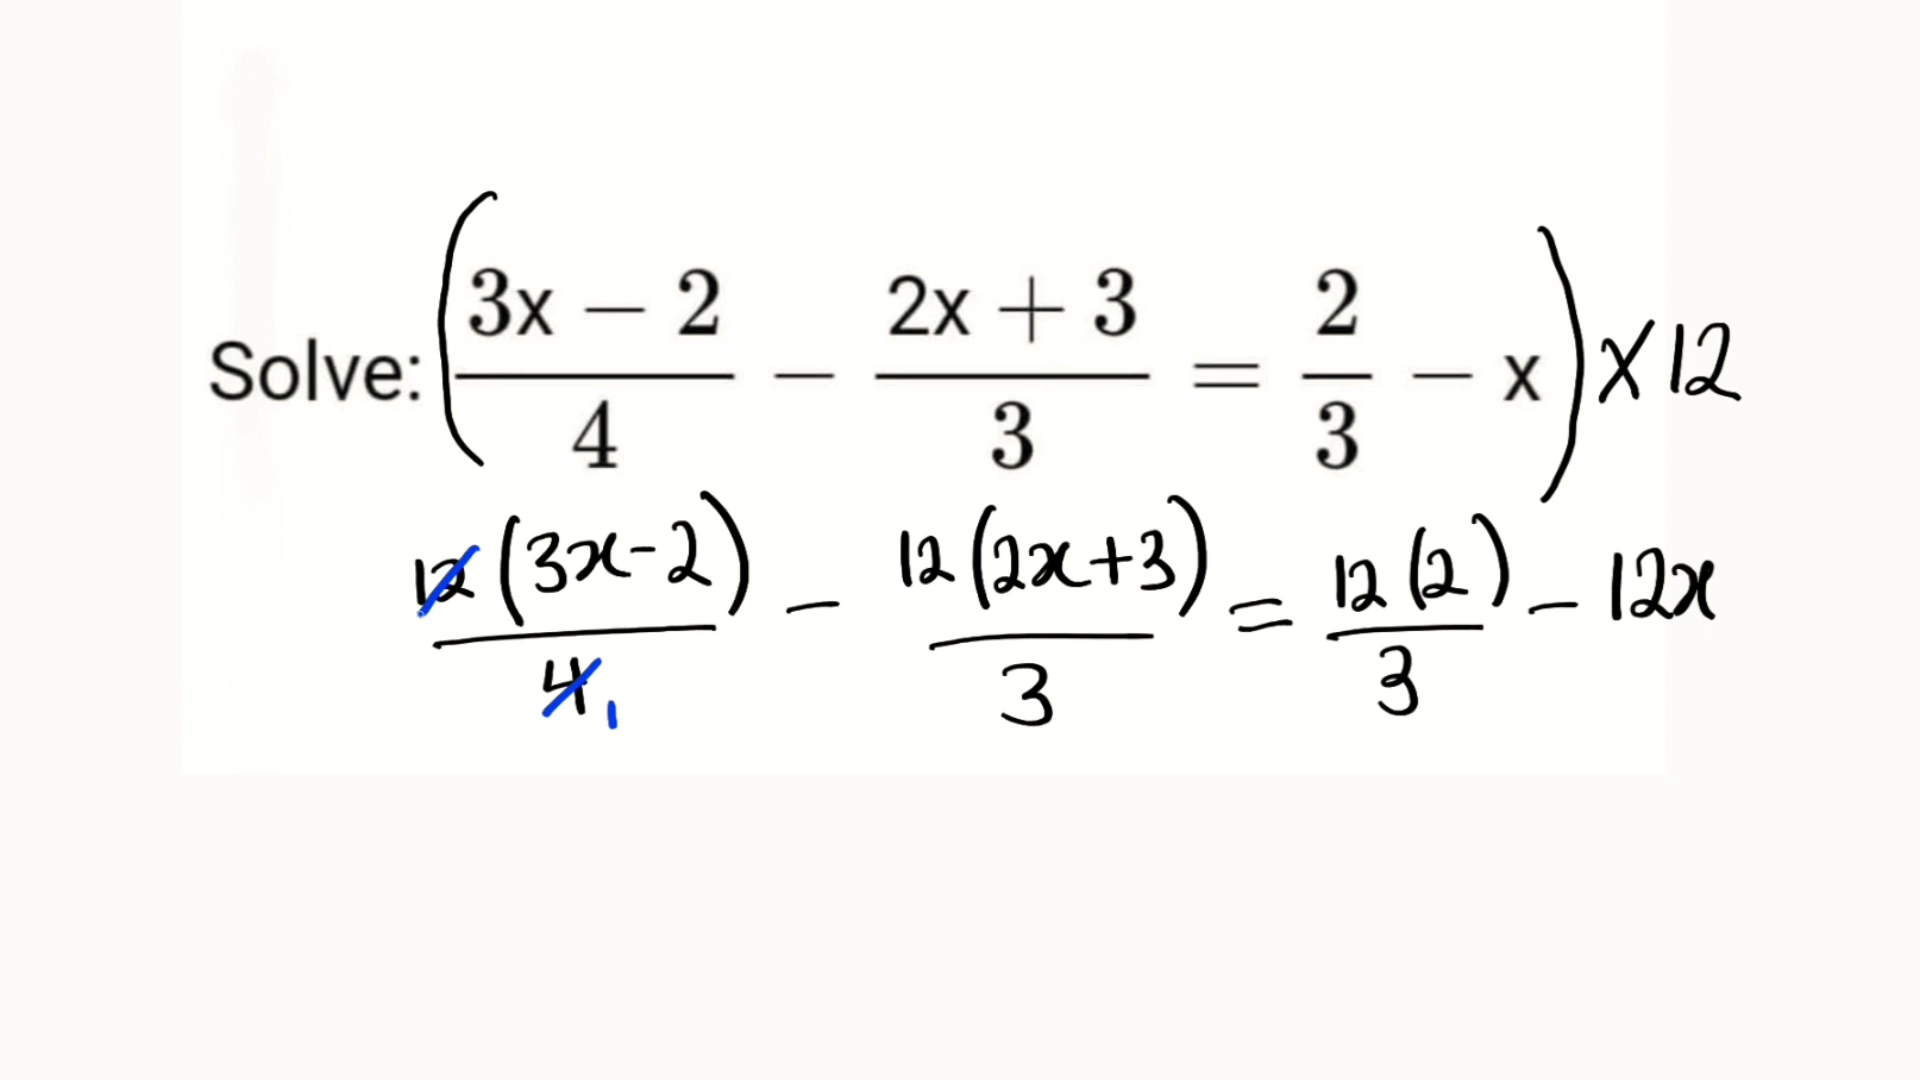 Solve: (3x − 2/4 − 2x + 3/3 = 2/3 − x) × 12
12(3x-2)/4 1 − 12(2x+3)/3 = 12(2)/3 − 12x